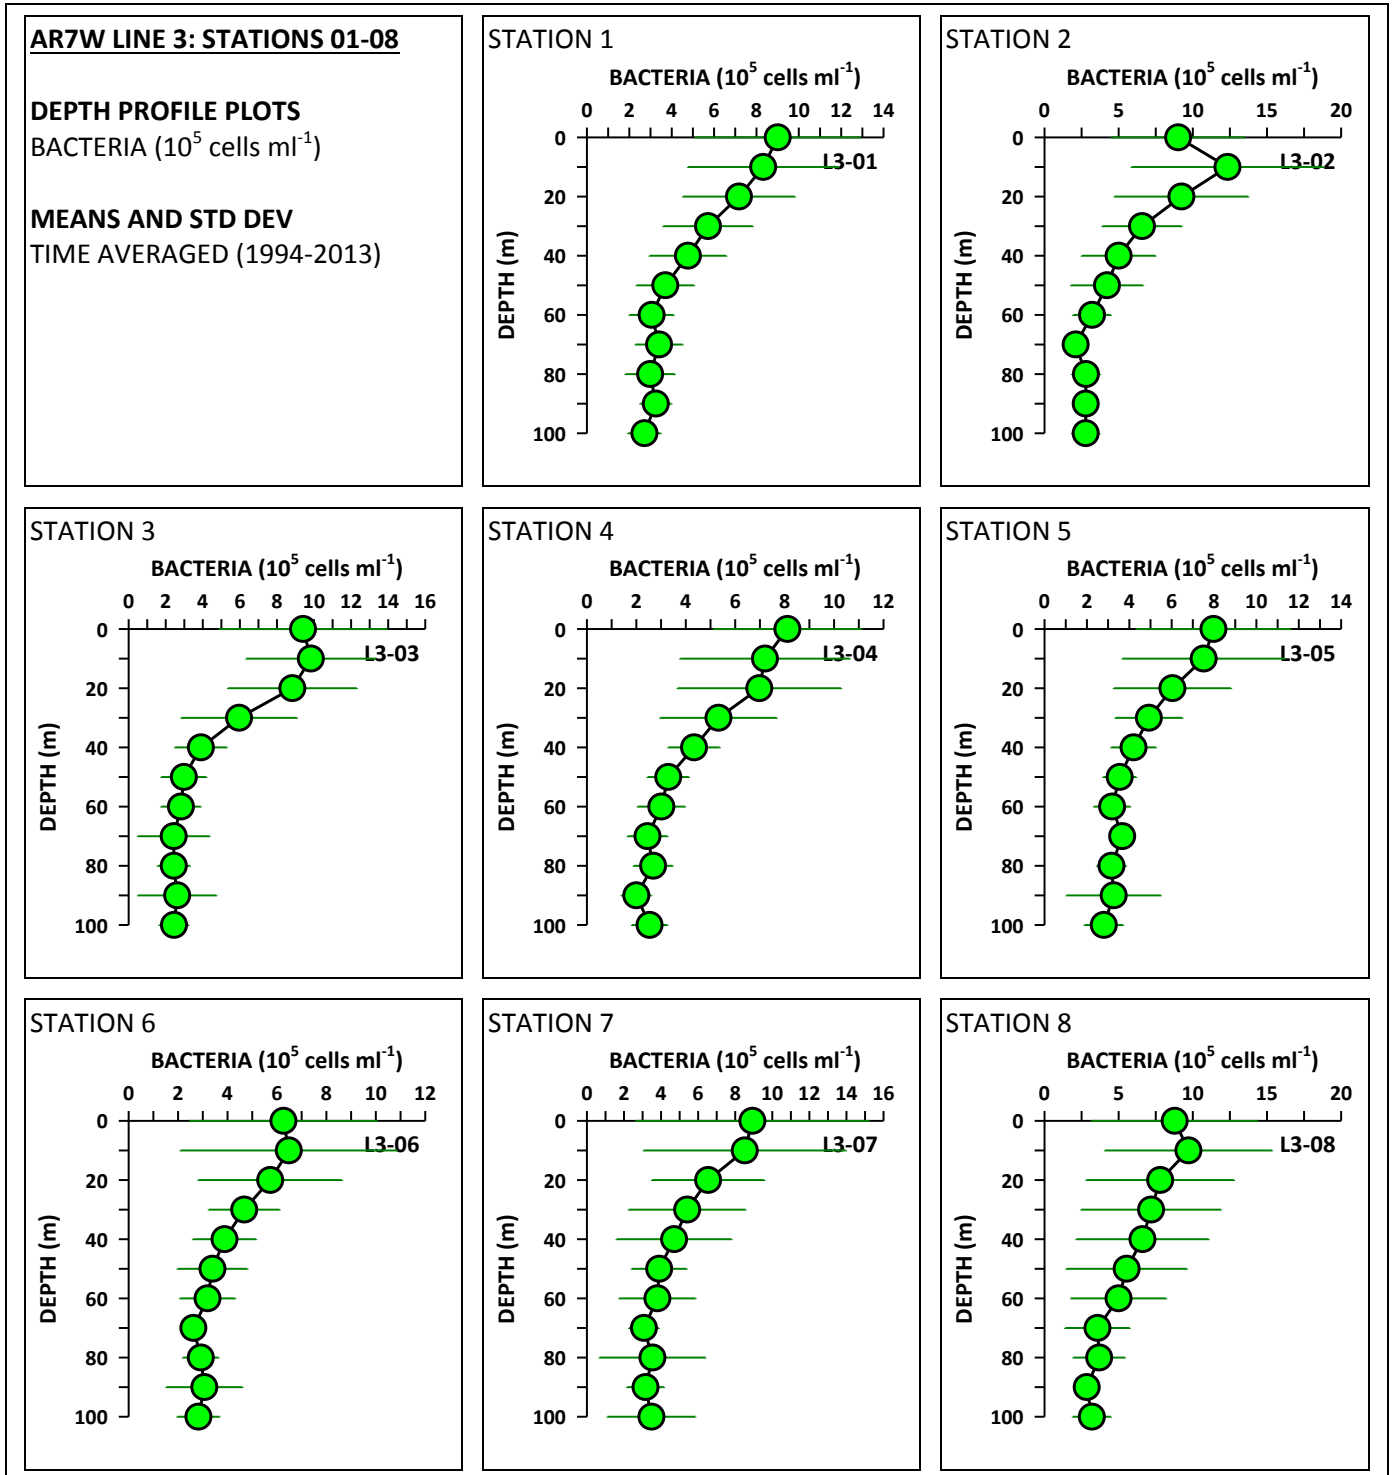 AR7W LINE 3: STATIONS 01-08
DEPTH PROFILE PLOTS
BACTERIA (10⁵ cells ml⁻¹)
MEANS AND STD DEV
TIME AVERAGED (1994-2013)
STATION 1
BACTERIA (10⁵ cells ml⁻¹)
0 2 4 6 8 10 12 14
L3-01
DEPTH (m)
0
20
40
60
80
100
STATION 2
BACTERIA (10⁵ cells ml⁻¹)
0 5 10 15 20
L3-02
DEPTH (m)
0
20
40
60
80
100
STATION 3
BACTERIA (10⁵ cells ml⁻¹)
0 2 4 6 8 10 12 14 16
L3-03
DEPTH (m)
0
20
40
60
80
100
STATION 4
BACTERIA (10⁵ cells ml⁻¹)
0 2 4 6 8 10 12
L3-04
DEPTH (m)
0
20
40
60
80
100
STATION 5
BACTERIA (10⁵ cells ml⁻¹)
0 2 4 6 8 10 12 14
L3-05
DEPTH (m)
0
20
40
60
80
100
STATION 6
BACTERIA (10⁵ cells ml⁻¹)
0 2 4 6 8 10 12
L3-06
DEPTH (m)
0
20
40
60
80
100
STATION 7
BACTERIA (10⁵ cells ml⁻¹)
0 2 4 6 8 10 12 14 16
L3-07
DEPTH (m)
0
20
40
60
80
100
STATION 8
BACTERIA (10⁵ cells ml⁻¹)
0 5 10 15 20
L3-08
DEPTH (m)
0
20
40
60
80
100